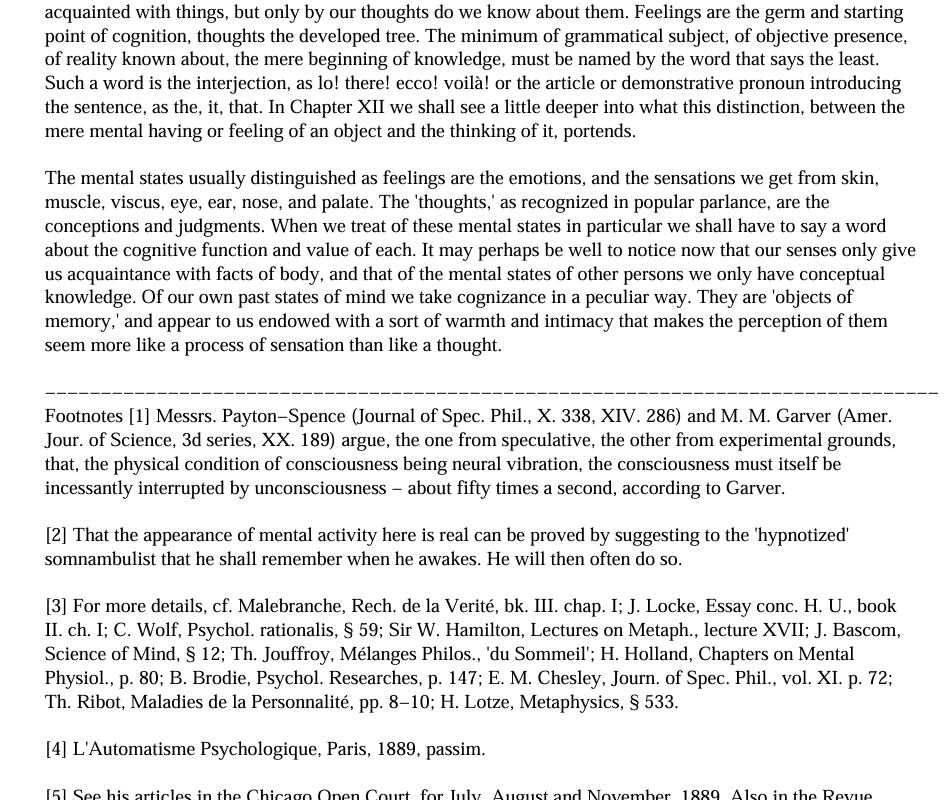 acquainted with things, but only by our thoughts do we know about them. Feelings are the germ and starting
point of cognition, thoughts the developed tree. The minimum of grammatical subject, of objective presence,
of reality known about, the mere beginning of knowledge, must be named by the word that says the least.
Such a word is the interjection, as lo! there! ecco! voilà! or the article or demonstrative pronoun introducing
the sentence, as the, it, that. In Chapter XII we shall see a little deeper into what this distinction, between the
mere mental having or feeling of an object and the thinking of it, portends.
The mental states usually distinguished as feelings are the emotions, and the sensations we get from skin,
muscle, viscus, eye, ear, nose, and palate. The 'thoughts,' as recognized in popular parlance, are the
conceptions and judgments. When we treat of these mental states in particular we shall have to say a word
about the cognitive function and value of each. It may perhaps be well to notice now that our senses only give
us acquaintance with facts of body, and that of the mental states of other persons we only have conceptual
knowledge. Of our own past states of mind we take cognizance in a peculiar way. They are 'objects of
memory,' and appear to us endowed with a sort of warmth and intimacy that makes the perception of them
seem more like a process of sensation than like a thought.
Footnotes [1] Messrs. Payton−Spence (Journal of Spec. Phil., X. 338, XIV. 286) and M. M. Garver (Amer.
Jour. of Science, 3d series, XX. 189) argue, the one from speculative, the other from experimental grounds,
that, the physical condition of consciousness being neural vibration, the consciousness must itself be
incessantly interrupted by unconsciousness − about fifty times a second, according to Garver.
[2] That the appearance of mental activity here is real can be proved by suggesting to the 'hypnotized'
somnambulist that he shall remember when he awakes. He will then often do so.
[3] For more details, cf. Malebranche, Rech. de la Verité, bk. III. chap. I; J. Locke, Essay conc. H. U., book
II. ch. I; C. Wolf, Psychol. rationalis, § 59; Sir W. Hamilton, Lectures on Metaph., lecture XVII; J. Bascom,
Science of Mind, § 12; Th. Jouffroy, Mélanges Philos., 'du Sommeil'; H. Holland, Chapters on Mental
Physiol., p. 80; B. Brodie, Psychol. Researches, p. 147; E. M. Chesley, Journ. of Spec. Phil., vol. XI. p. 72;
Th. Ribot, Maladies de la Personnalité, pp. 8−10; H. Lotze, Metaphysics, § 533.
[4] L'Automatisme Psychologique, Paris, 1889, passim.
[5] See his articles in the Chicago Open Court, for July, August and November, 1889. Also in the Revue